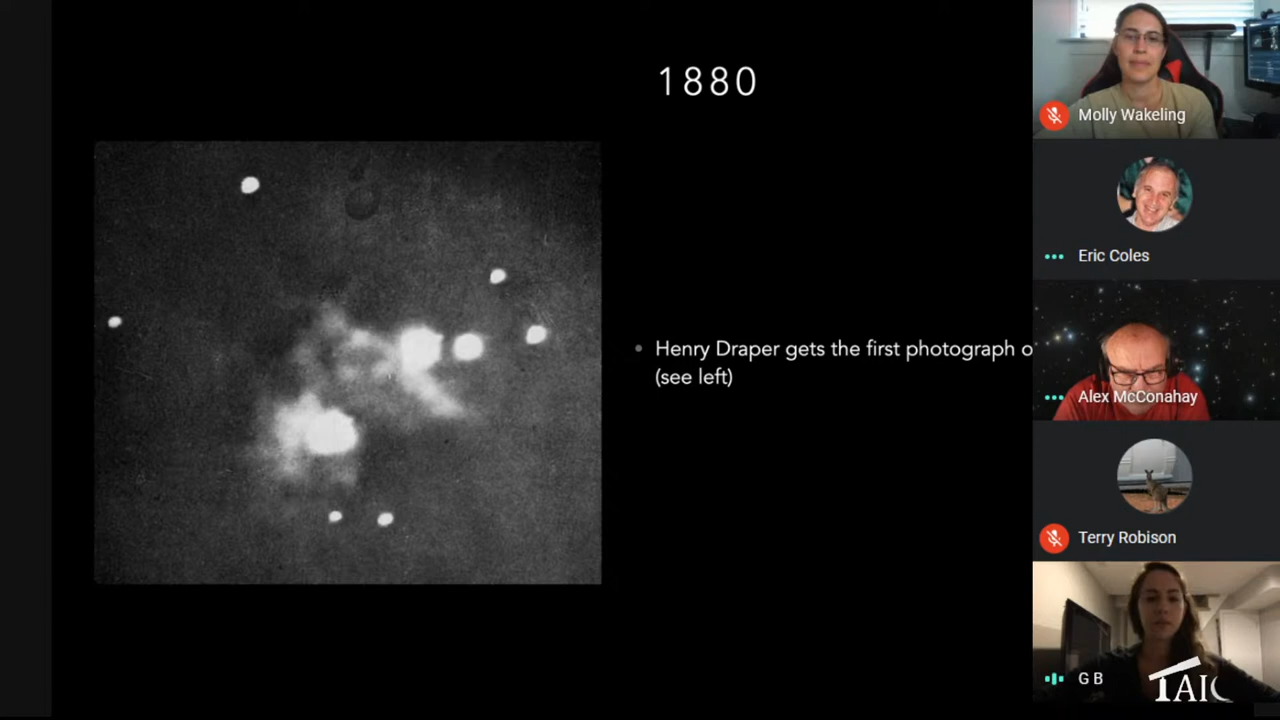 1880
• Henry Draper gets the first photograph o
(see left)
Molly Wakeling
Eric Coles
Alex McConahay
Terry Robison
G B
TAIC